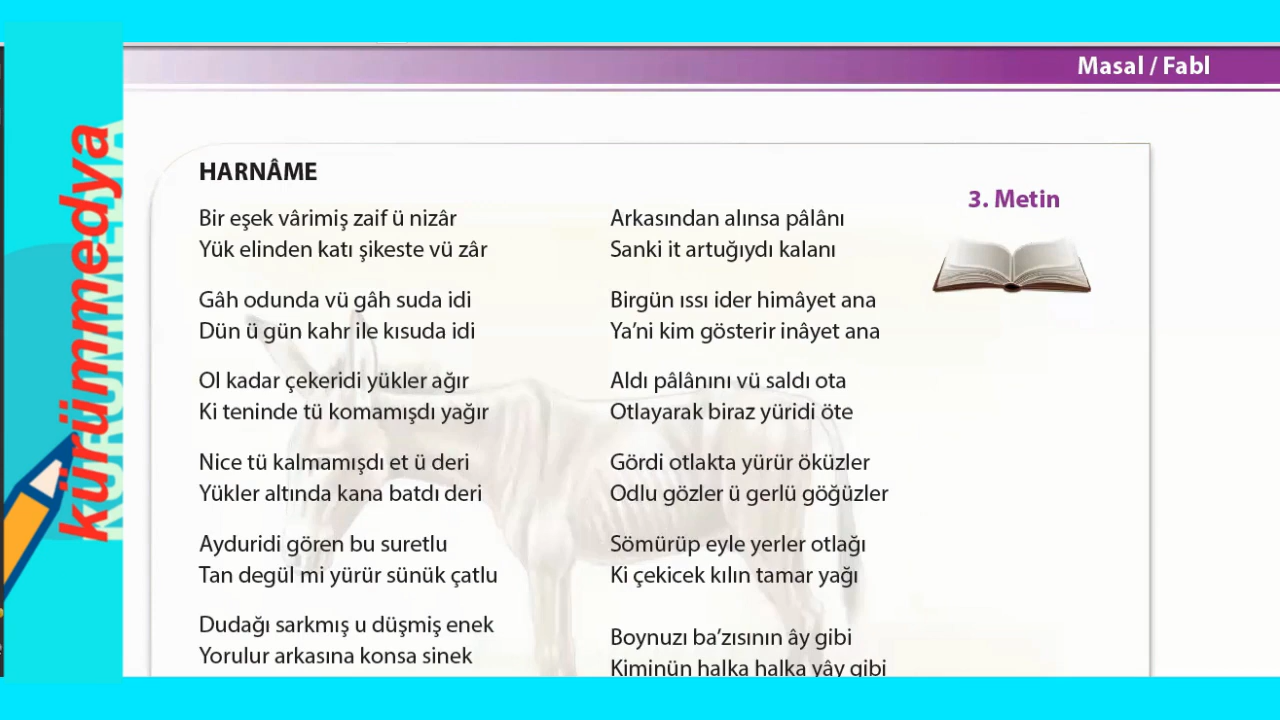 Masal / Fabl
kürümmedya
HARNÂME
Bir eşek vârimiş zaif ü nizâr
Yük elinden katı şikeste vü zâr
Gâh odunda vü gâh suda idi
Dün ü gün kahr ile kısuda idi
Ol kadar çekeridi yükler ağır
Ki teninde tü komamışdı yağır
Nice tü kalmamışdı et ü deri
Yükler altında kana batdı deri
Ayduridi gören bu suretlu
Tan degül mi yürür sünük çatlu
Dudağı sarkmış u düşmiş enek
Yorulur arkasına konsa sinek
Arkasından alınsa pâlânı
Sanki it artuğıydı kalanı
Birgün ıssı ider himâyet ana
Ya’ni kim gösterir inâyet ana
Aldı pâlânını vü saldı ota
Otlayarak biraz yüridi öte
Gördi otlakta yürür öküzler
Odlu gözler ü gerlü göğüzler
Sömürüp eyle yerler otlağı
Ki çekicek kılın tamar yağı
Boynuzı ba’zısının ây gibi
Kiminün halka halka yây gibi
3. Metin